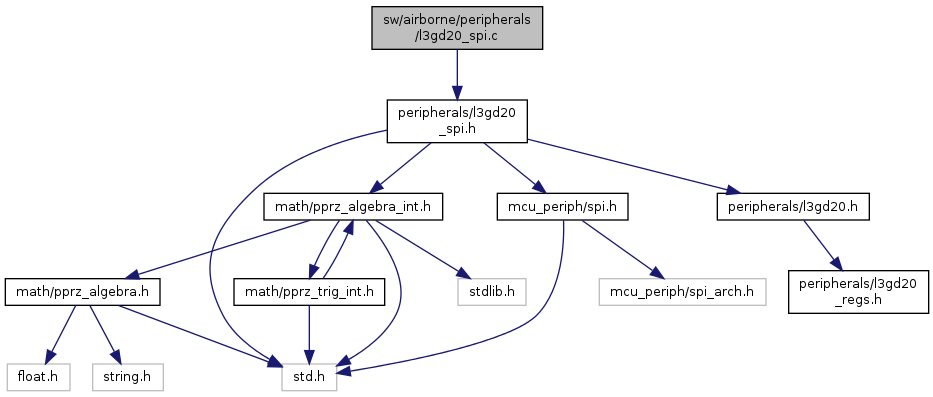 sw/airborne/peripherals
/l3gd20_spi.c
peripherals/l3gd20
_spi.h
math/pprz_algebra_int.h
mcu_periph/spi.h
peripherals/l3gd20.h
math/pprz_algebra.h
math/pprz_trig_int.h
stdlib.h
mcu_periph/spi_arch.h
peripherals/l3gd20
_regs.h
float.h
string.h
std.h